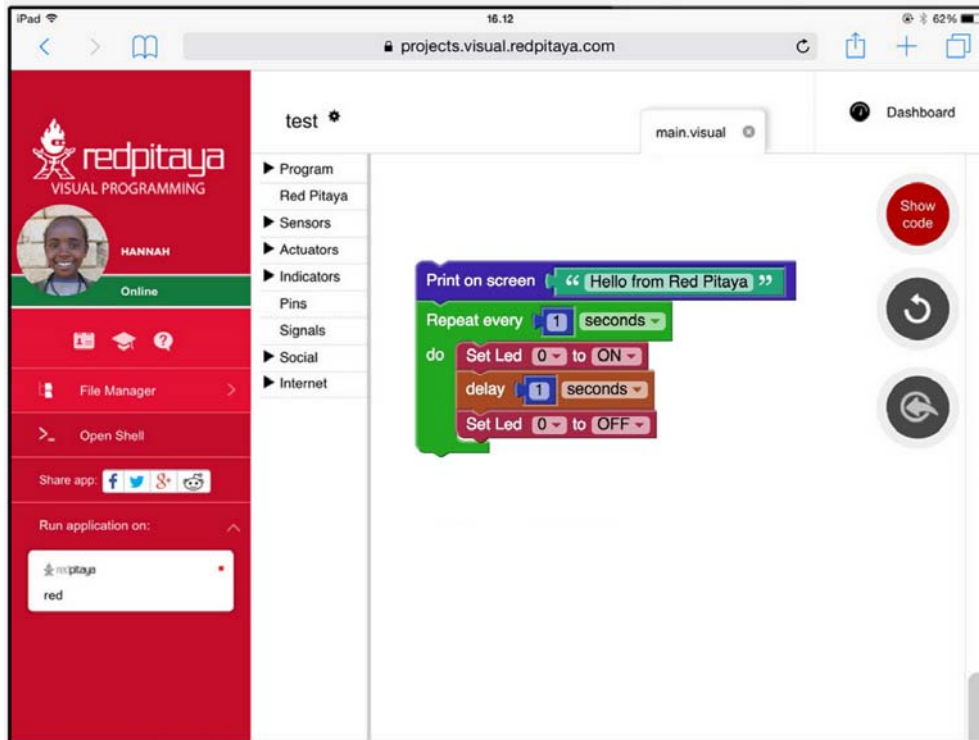 iPad 16.12 62%
projects.visual.redpitaya.com
redpitaya
VISUAL PROGRAMMING
HANNAH
Online
File Manager
>_ Open Shell
Share app: f 8+
Run application on:
redpitaya
red
test
main.visual
Dashboard
Program
Red Pitaya
Sensors
Actuators
Indicators
Pins
Signals
Social
Internet
Print on screen “ Hello from Red Pitaya ”
Repeat every 1 seconds
do Set Led 0 to ON
delay 1 seconds
Set Led 0 to OFF
Show
code